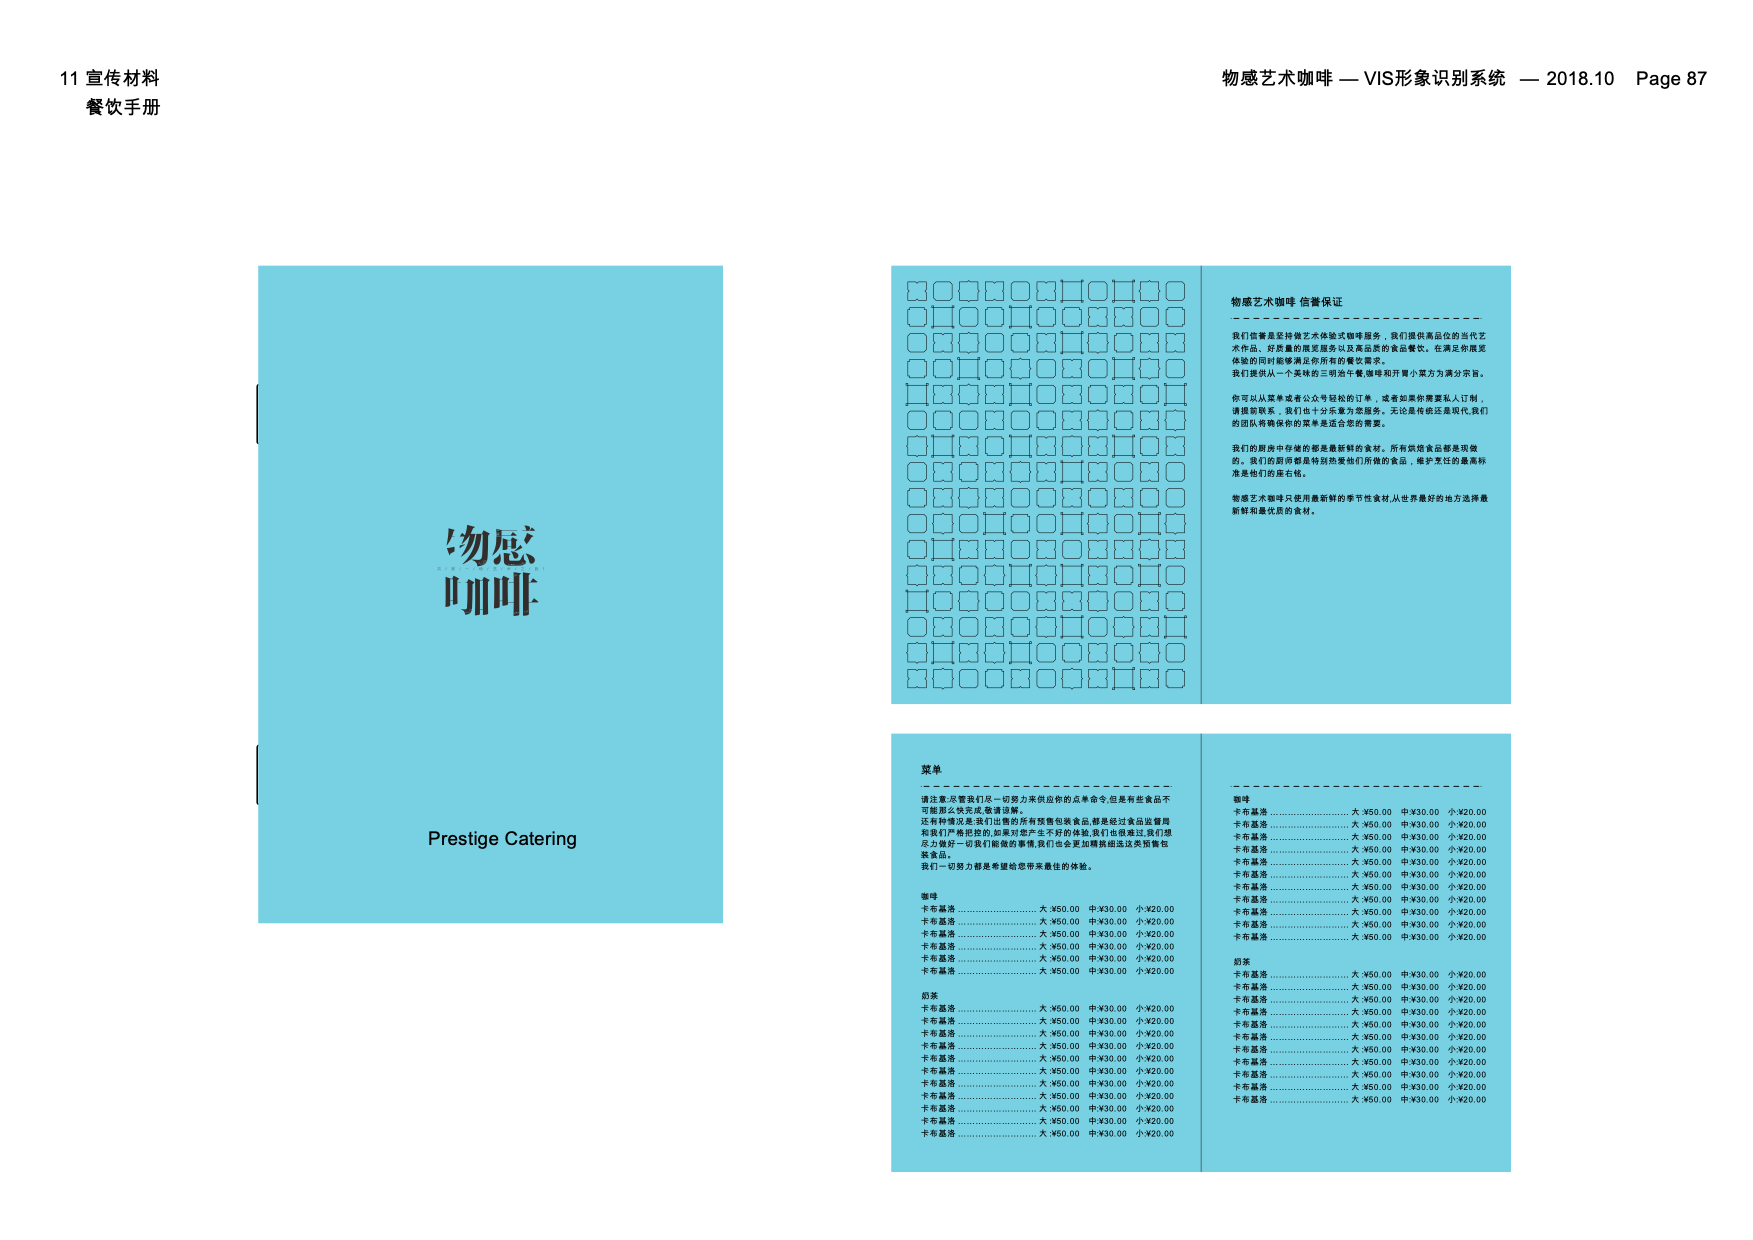 11 宣传材料
餐饮手册
物感艺术咖啡 — VIS形象识别系统 — 2018.10 Page 87
物感
咖啡
Prestige Catering
物感艺术咖啡 信誉保证
我们信誉是坚持做艺术体验式咖啡服务，我们提供高品位的当代艺
术作品、好质量的展览服务以及高品质的食品餐饮。在满足你展览
体验的同时能够满足你所有的餐饮需求。
我们提供从一个美味的三明治午餐,咖啡和开胃小菜方为满分宗旨。
你可以从菜单或者公众号轻松的订单，或者如果你需要私人订制，
请提前联系，我们也十分乐意为您服务。无论是传统还是现代,我们
的团队将确保你的菜单是适合您的需要。
我们的厨房中存储的都是最新鲜的食材。所有烘焙食品都是现做
的。我们的厨师都是特别热爱他们所做的食品，维护烹饪的最高标
准是他们的座右铭。
物感艺术咖啡只使用最新鲜的季节性食材,从世界最好的地方选择最
新鲜和最优质的食材。
菜单
请注意:尽管我们尽一切努力来供应你的点单命令,但是有些食品不
可能那么快完成,敬请谅解。
还有种情况是:我们出售的所有预售包装食品,都是经过食品监督局
和我们严格把控的,如果对您产生不好的体验,我们也很难过,我们想
尽力做好一切我们能做的事情,我们也会更加精挑细选这类预售包
装食品。
我们一切努力都是希望给您带来最佳的体验。
咖啡
卡布基洛 ........................... 大:¥50.00 中:¥30.00 小:¥20.00
卡布基洛 ........................... 大:¥50.00 中:¥30.00 小:¥20.00
卡布基洛 ........................... 大:¥50.00 中:¥30.00 小:¥20.00
卡布基洛 ........................... 大:¥50.00 中:¥30.00 小:¥20.00
卡布基洛 ........................... 大:¥50.00 中:¥30.00 小:¥20.00
卡布基洛 ........................... 大:¥50.00 中:¥30.00 小:¥20.00
奶茶
卡布基洛 ........................... 大:¥50.00 中:¥30.00 小:¥20.00
卡布基洛 ........................... 大:¥50.00 中:¥30.00 小:¥20.00
卡布基洛 ........................... 大:¥50.00 中:¥30.00 小:¥20.00
卡布基洛 ........................... 大:¥50.00 中:¥30.00 小:¥20.00
卡布基洛 ........................... 大:¥50.00 中:¥30.00 小:¥20.00
卡布基洛 ........................... 大:¥50.00 中:¥30.00 小:¥20.00
卡布基洛 ........................... 大:¥50.00 中:¥30.00 小:¥20.00
卡布基洛 ........................... 大:¥50.00 中:¥30.00 小:¥20.00
卡布基洛 ........................... 大:¥50.00 中:¥30.00 小:¥20.00
卡布基洛 ........................... 大:¥50.00 中:¥30.00 小:¥20.00
卡布基洛 ........................... 大:¥50.00 中:¥30.00 小:¥20.00
咖啡
卡布基洛 ........................... 大:¥50.00 中:¥30.00 小:¥20.00
卡布基洛 ........................... 大:¥50.00 中:¥30.00 小:¥20.00
卡布基洛 ........................... 大:¥50.00 中:¥30.00 小:¥20.00
卡布基洛 ........................... 大:¥50.00 中:¥30.00 小:¥20.00
卡布基洛 ........................... 大:¥50.00 中:¥30.00 小:¥20.00
卡布基洛 ........................... 大:¥50.00 中:¥30.00 小:¥20.00
卡布基洛 ........................... 大:¥50.00 中:¥30.00 小:¥20.00
卡布基洛 ........................... 大:¥50.00 中:¥30.00 小:¥20.00
卡布基洛 ........................... 大:¥50.00 中:¥30.00 小:¥20.00
卡布基洛 ........................... 大:¥50.00 中:¥30.00 小:¥20.00
卡布基洛 ........................... 大:¥50.00 中:¥30.00 小:¥20.00
奶茶
卡布基洛 ........................... 大:¥50.00 中:¥30.00 小:¥20.00
卡布基洛 ........................... 大:¥50.00 中:¥30.00 小:¥20.00
卡布基洛 ........................... 大:¥50.00 中:¥30.00 小:¥20.00
卡布基洛 ........................... 大:¥50.00 中:¥30.00 小:¥20.00
卡布基洛 ........................... 大:¥50.00 中:¥30.00 小:¥20.00
卡布基洛 ........................... 大:¥50.00 中:¥30.00 小:¥20.00
卡布基洛 ........................... 大:¥50.00 中:¥30.00 小:¥20.00
卡布基洛 ........................... 大:¥50.00 中:¥30.00 小:¥20.00
卡布基洛 ........................... 大:¥50.00 中:¥30.00 小:¥20.00
卡布基洛 ........................... 大:¥50.00 中:¥30.00 小:¥20.00
卡布基洛 ........................... 大:¥50.00 中:¥30.00 小:¥20.00